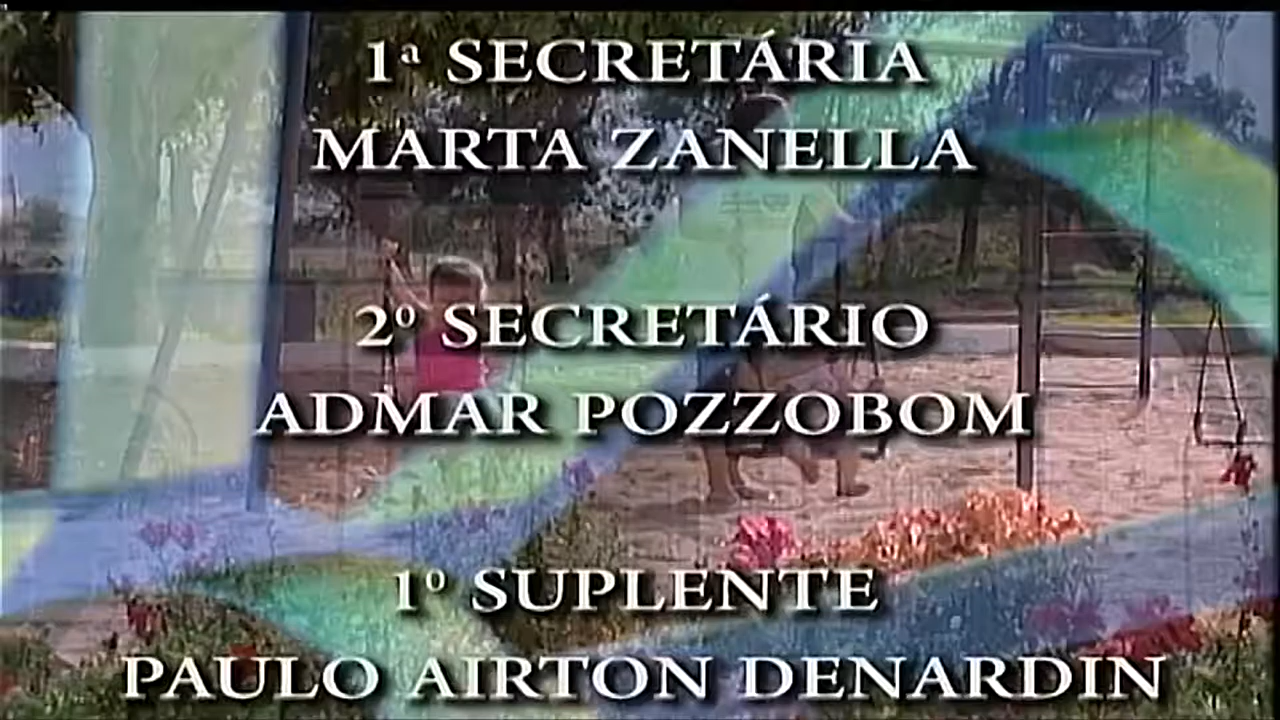 1ª SECRETÁRIA
MARTA ZANELLA
2º SECRETÁRIO
ADMAR POZZOBOM
1º SUPLENTE
PAULO AIRTON DENARDIN